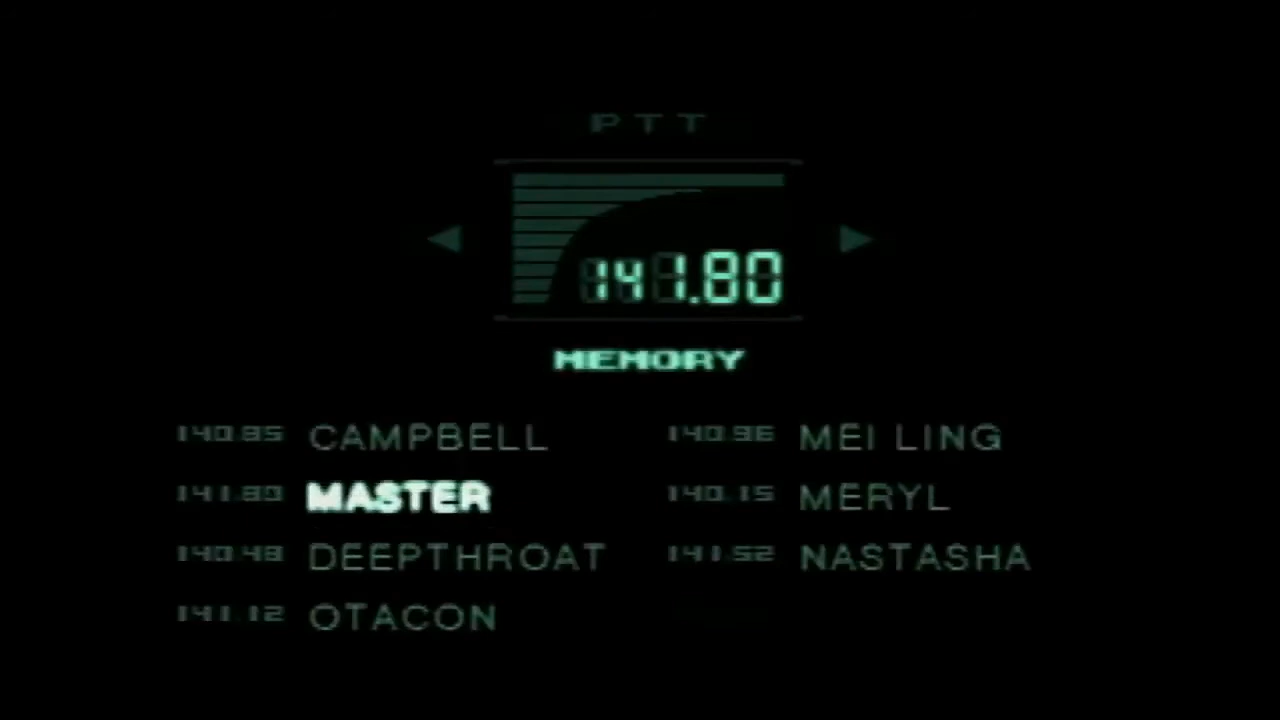 PTT
141.80
MEMORY
140.85 CAMPBELL 140.96 MEI LING
141.80 MASTER 140.15 MERYL
140.48 DEEPTHROAT 141.52 NASTASHA
141.12 OTACON